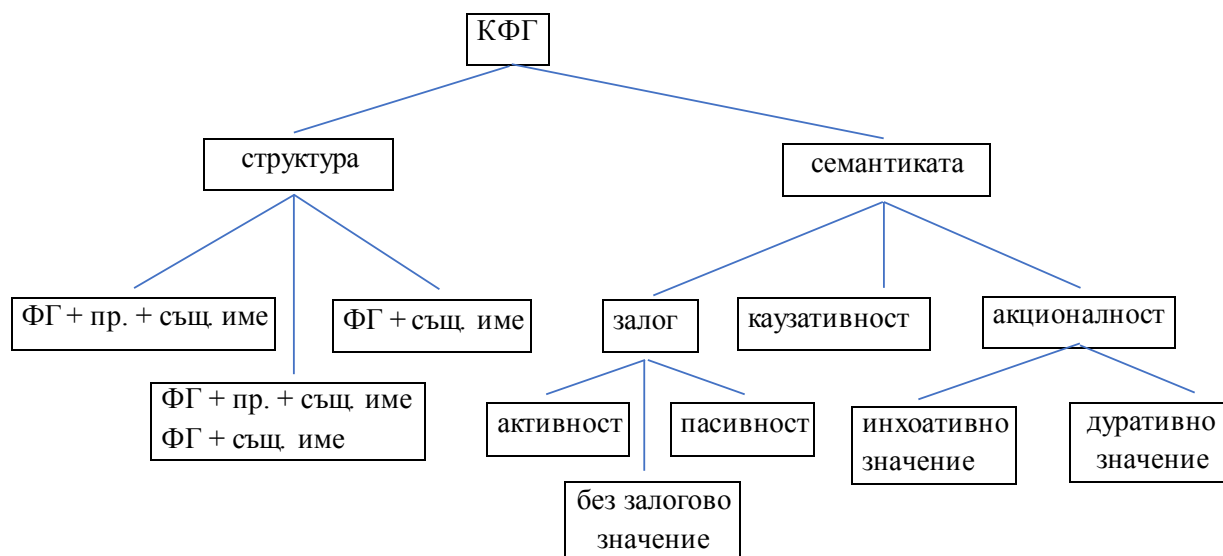 КФГ
структура
семантиката
ФГ + пр. + същ. име
ФГ + същ. име
залог
каузативност
акционалност
ФГ + пр. + същ. име
ФГ + същ. име
активност
пасивност
инхоативно
значение
дуративно
значение
без залогово
значение